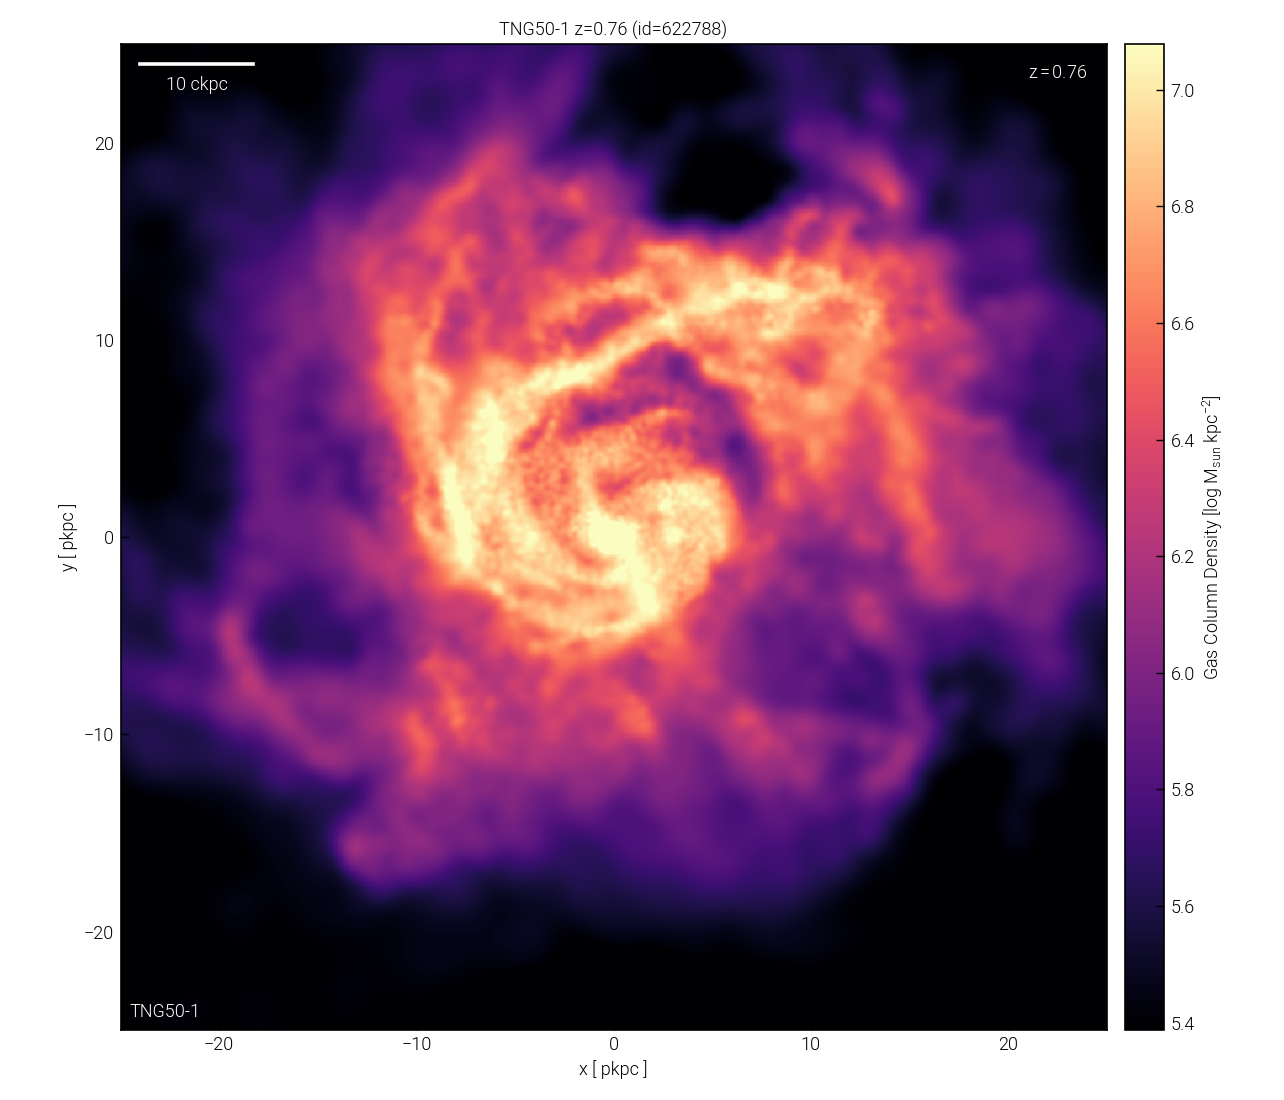 TNG50-1 z=0.76 (id=622788)
10 ckpc
z = 0.76
20
10
0
−10
−20
y [ pkpc ]
TNG50-1
−20
−10
0
10
20
x [ pkpc ]
7.0
6.8
6.6
6.4
6.2
6.0
5.8
5.6
5.4
Gas Column Density [log M_sun kpc⁻²]